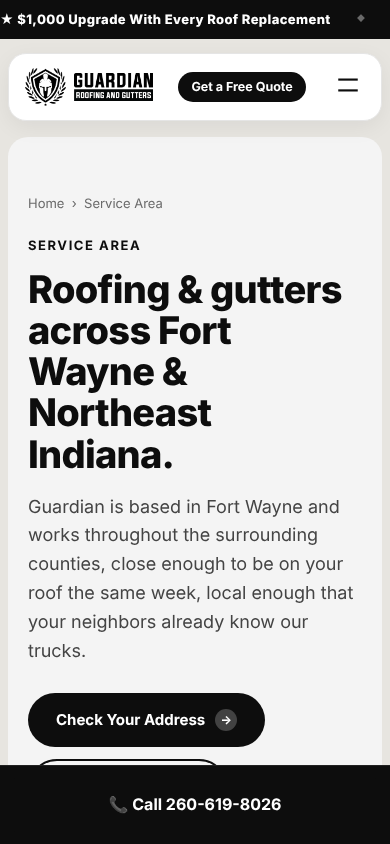 ★ $1,000 Upgrade With Every Roof Replacement ◆
GUARDIAN
ROOFING AND GUTTERS
Get a Free Quote
Home › Service Area
SERVICE AREA
Roofing & gutters
across Fort
Wayne &
Northeast
Indiana.
Guardian is based in Fort Wayne and
works throughout the surrounding
counties, close enough to be on your
roof the same week, local enough that
your neighbors already know our
trucks.
Check Your Address →
📞 Call 260-619-8026